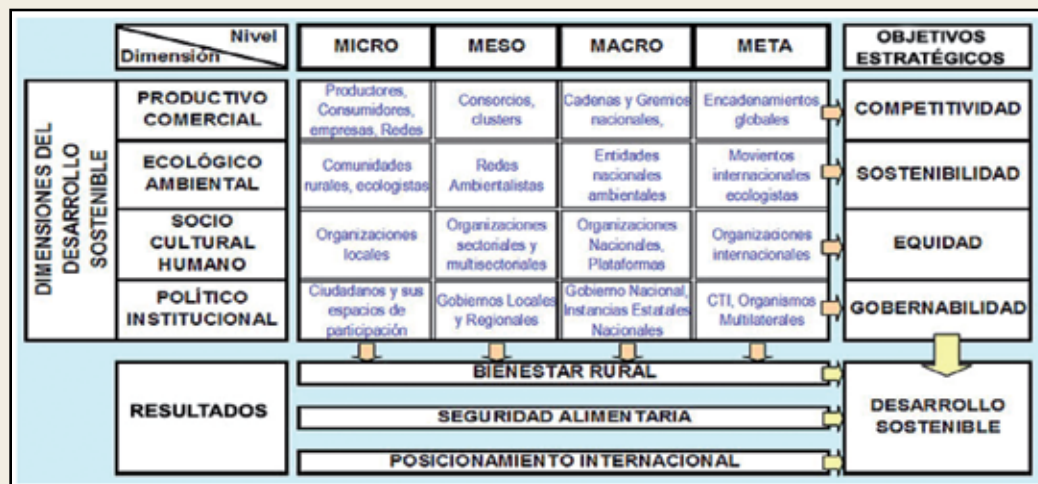 Nivel
Dimensión
MICRO
MESO
MACRO
META
OBJETIVOS
ESTRATÉGICOS
DIMENSIONES DEL
DESARROLLO
SOSTENIBLE
PRODUCTIVO
COMERCIAL
Productores,
Consumidores,
empresas, Redes
Consorcios,
clusters
Cadenas y Gremios
nacionales,
Encadenamientos
globales
COMPETITIVIDAD
ECOLÓGICO
AMBIENTAL
Comunidades
rurales, ecologistas
Redes
Ambientalistas
Entidades
nacionales
ambientales
Movientos
internacionales
ecologistas
SOSTENIBILIDAD
SOCIO
CULTURAL
HUMANO
Organizaciones
locales
Organizaciones
sectoriales y
multisectoriales
Organizaciones
Nacionales,
Plataformas
Organizaciones
internacionales
EQUIDAD
POLÍTICO
INSTITUCIONAL
Ciudadanos y sus
espacios de
participación
Gobiernos Locales
y Regionales
Gobierno Nacional,
Instancias Estatales
Nacionales
CTI, Organismos
Multilaterales
GOBERNABILIDAD
RESULTADOS
BIENESTAR RURAL
SEGURIDAD ALIMENTARIA
POSICIONAMIENTO INTERNACIONAL
DESARROLLO
SOSTENIBLE